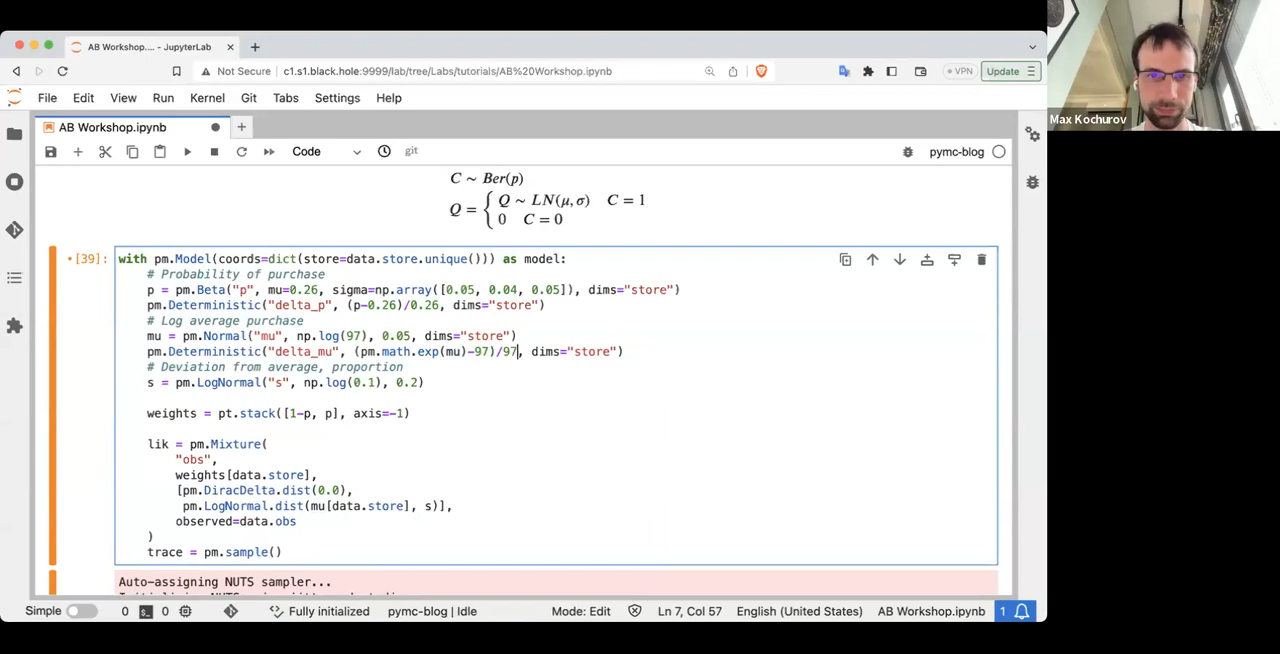 AB Workshop.... - JupyterLab
Not Secure c1.s1.black.hole:9999/lab/tree/Labs/tutorials/AB%20Workshop.ipynb VPN Update
File Edit View Run Kernel Git Tabs Settings Help
Max Kochurov
AB Workshop.ipynb
Code git pymc-blog
C ∼ Ber(p)
Q = { Q ∼ LN(μ, σ) C = 1
0 C = 0
[39]: with pm.Model(coords=dict(store=data.store.unique())) as model:
# Probability of purchase
p = pm.Beta("p", mu=0.26, sigma=np.array([0.05, 0.04, 0.05]), dims="store")
pm.Deterministic("delta_p", (p-0.26)/0.26, dims="store")
# Log average purchase
mu = pm.Normal("mu", np.log(97), 0.05, dims="store")
pm.Deterministic("delta_mu", (pm.math.exp(mu)-97)/97, dims="store")
# Deviation from average, proportion
s = pm.LogNormal("s", np.log(0.1), 0.2)
weights = pt.stack([1-p, p], axis=-1)
lik = pm.Mixture(
"obs",
weights[data.store],
[pm.DiracDelta.dist(0.0),
pm.LogNormal.dist(mu[data.store], s)],
observed=data.obs
)
trace = pm.sample()
Auto-assigning NUTS sampler...
Simple 0 0 Fully initialized pymc-blog | Idle Mode: Edit Ln 7, Col 57 English (United States) AB Workshop.ipynb 1